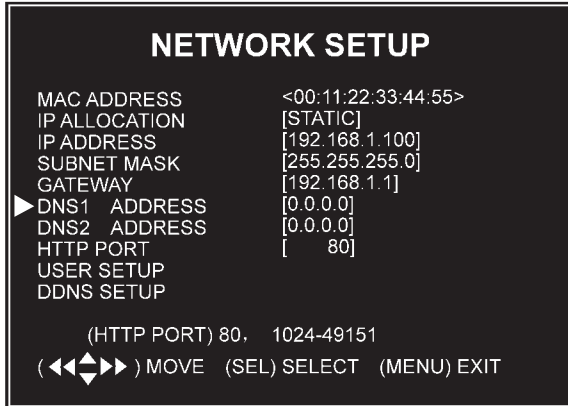 NETWORK SETUP
MAC ADDRESS <00:11:22:33:44:55>
IP ALLOCATION [STATIC]
IP ADDRESS [192.168.1.100]
SUBNET MASK [255.255.255.0]
GATEWAY [192.168.1.1]
DNS1 ADDRESS [0.0.0.0]
DNS2 ADDRESS [0.0.0.0]
HTTP PORT [ 80]
USER SETUP
DDNS SETUP
(HTTP PORT) 80, 1024-49151
(◀◀▲▼▶▶) MOVE (SEL) SELECT (MENU) EXIT